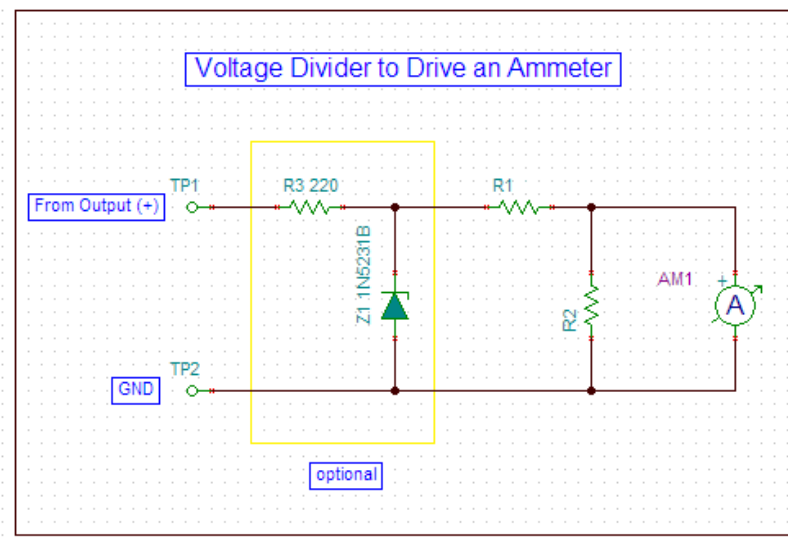 Voltage Divider to Drive an Ammeter
TP1
R3 220
R1
From Output (+)
Z1 1N5231B
AM1
+
A
R2
TP2
GND
optional